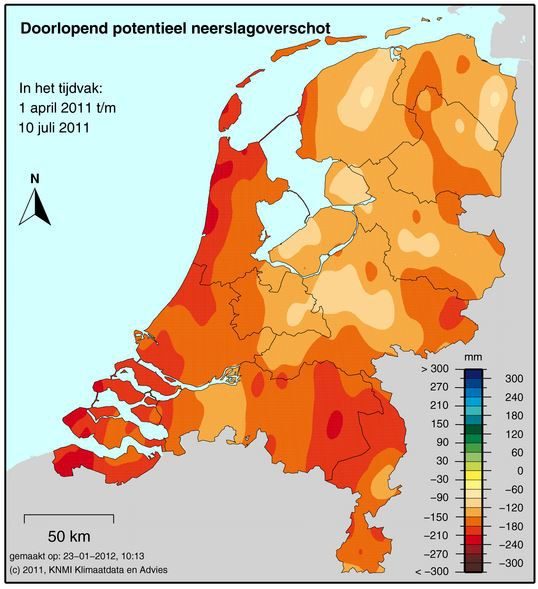 Doorlopend potentieel neerslagoverschot
In het tijdvak:
1 april 2011 t/m
10 juli 2011
N
mm
> 300
300
270
240
210
180
150
120
90
60
30
0
−30
−60
−90
−120
−150
−180
−210
−240
−270
−300
< −300
50 km
gemaakt op: 23−01−2012, 10:13
(c) 2011, KNMI Klimaatdata en Advies